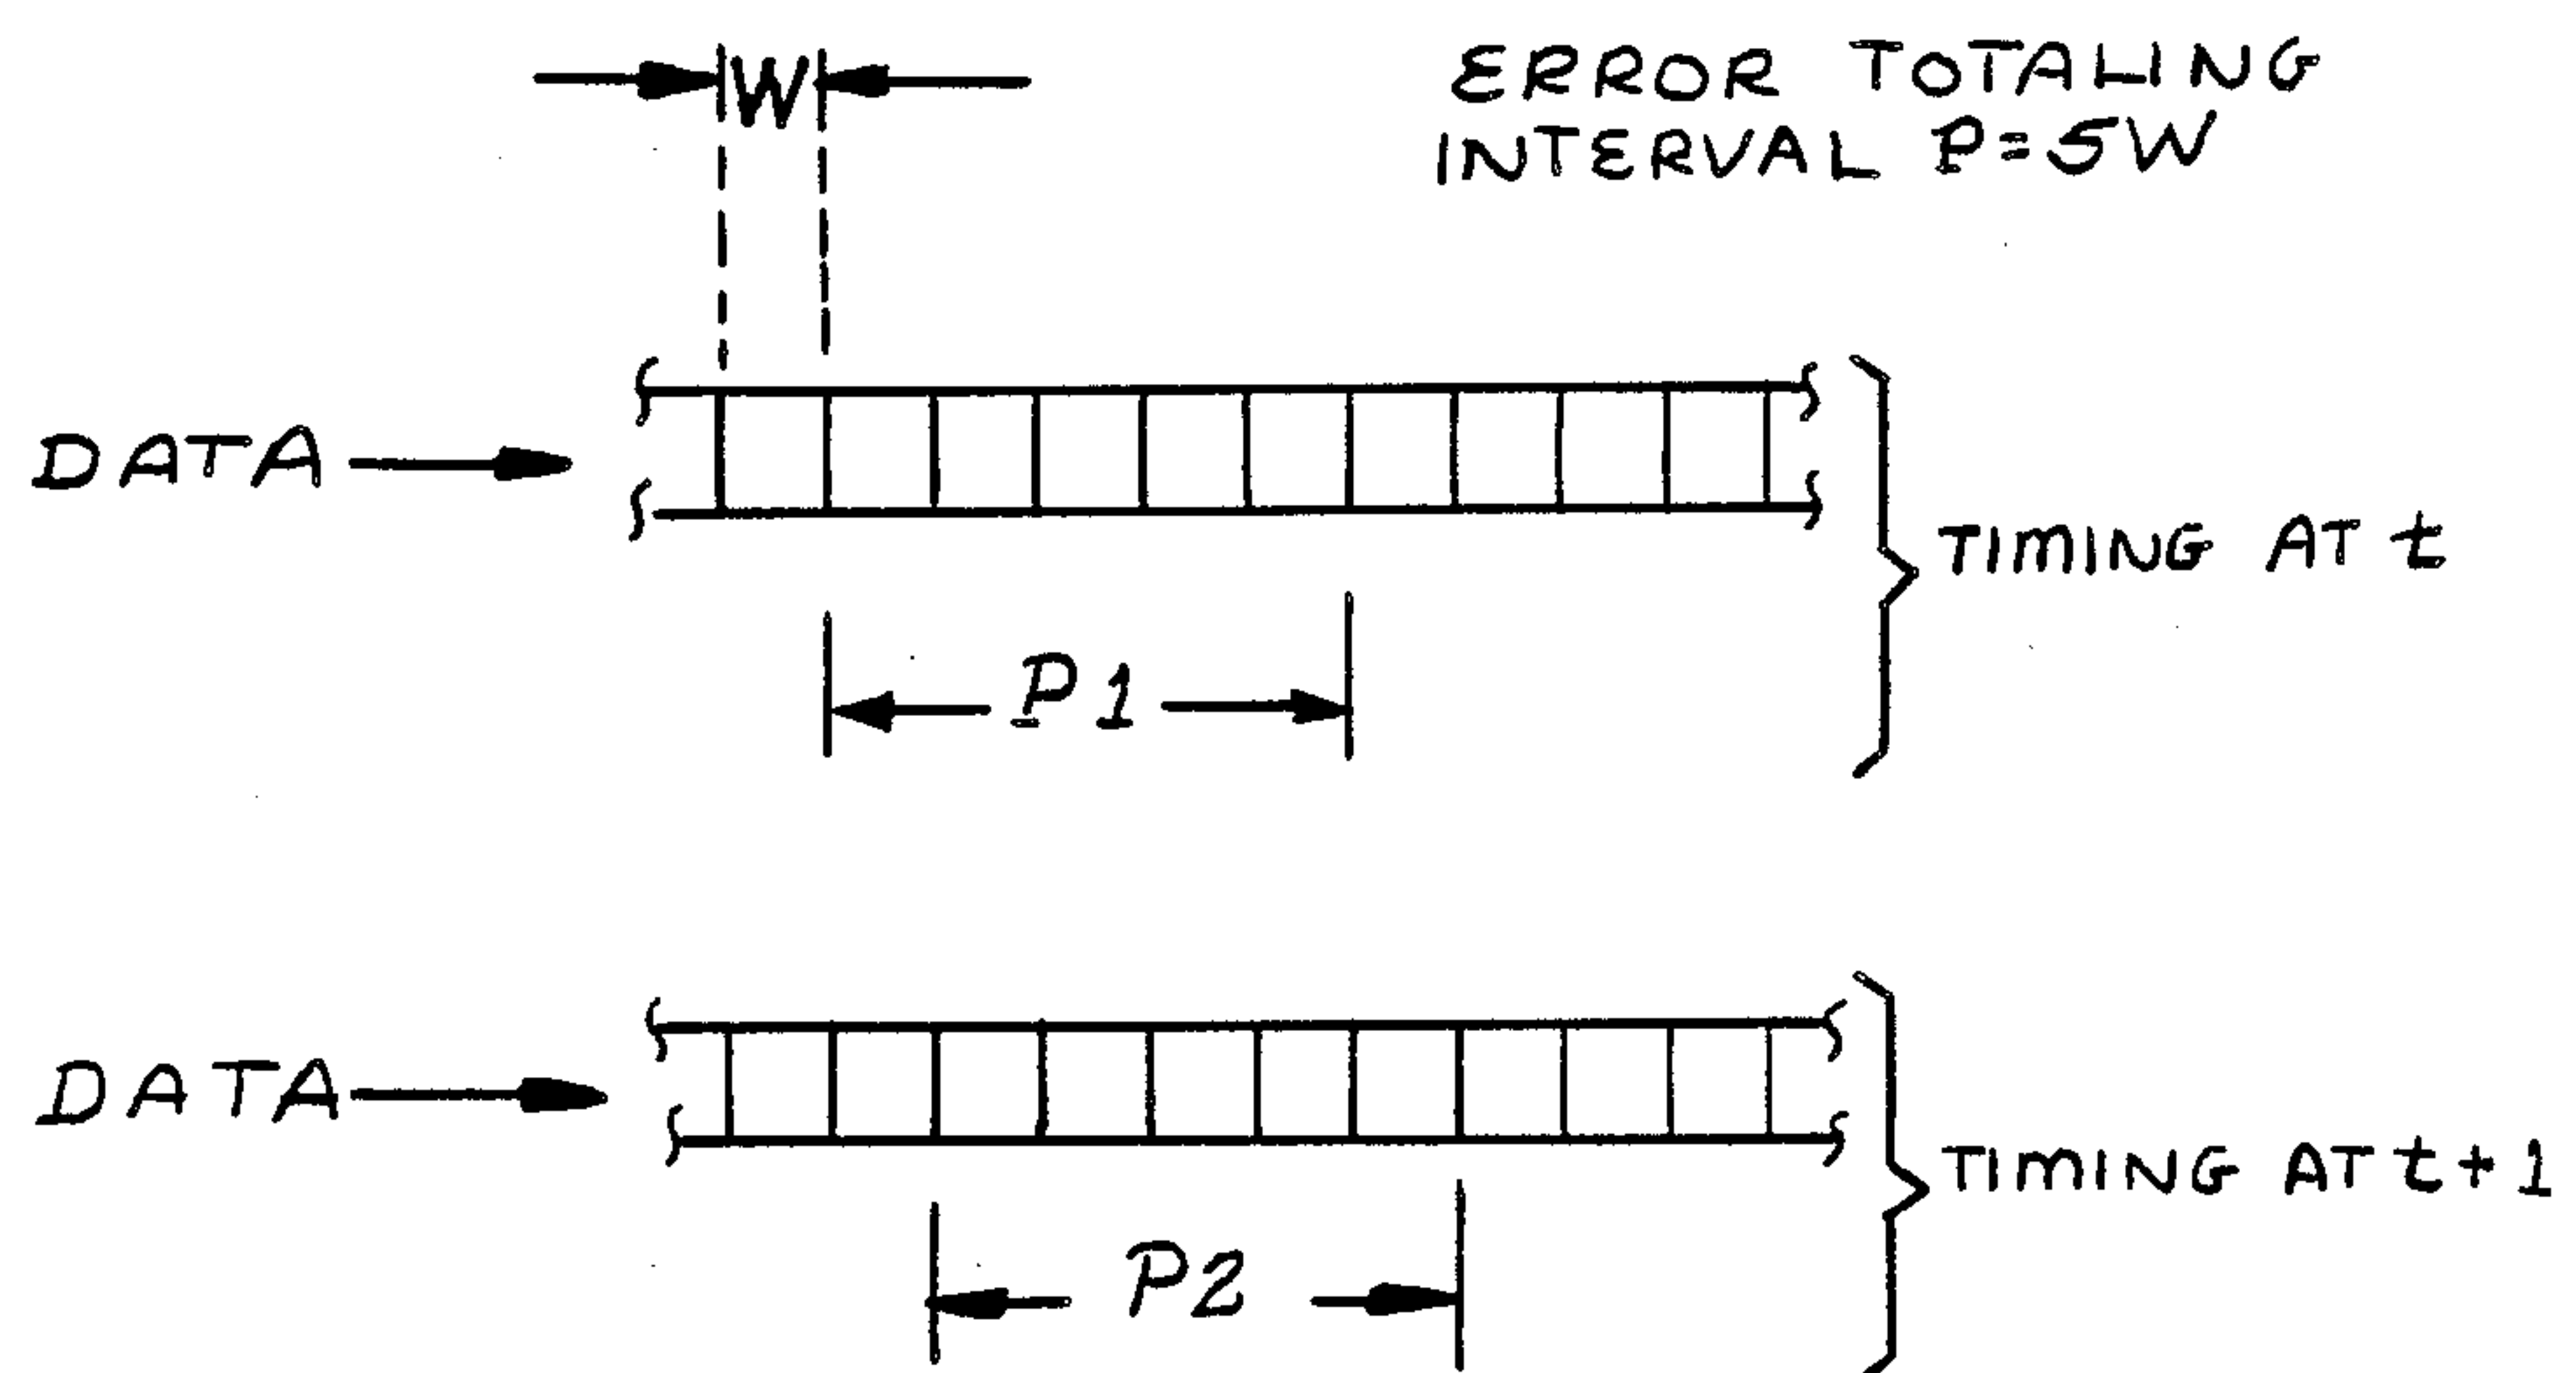 W
ERROR TOTALING
INTERVAL P=5W
DATA
TIMING AT t
P1
DATA
TIMING AT t+1
P2